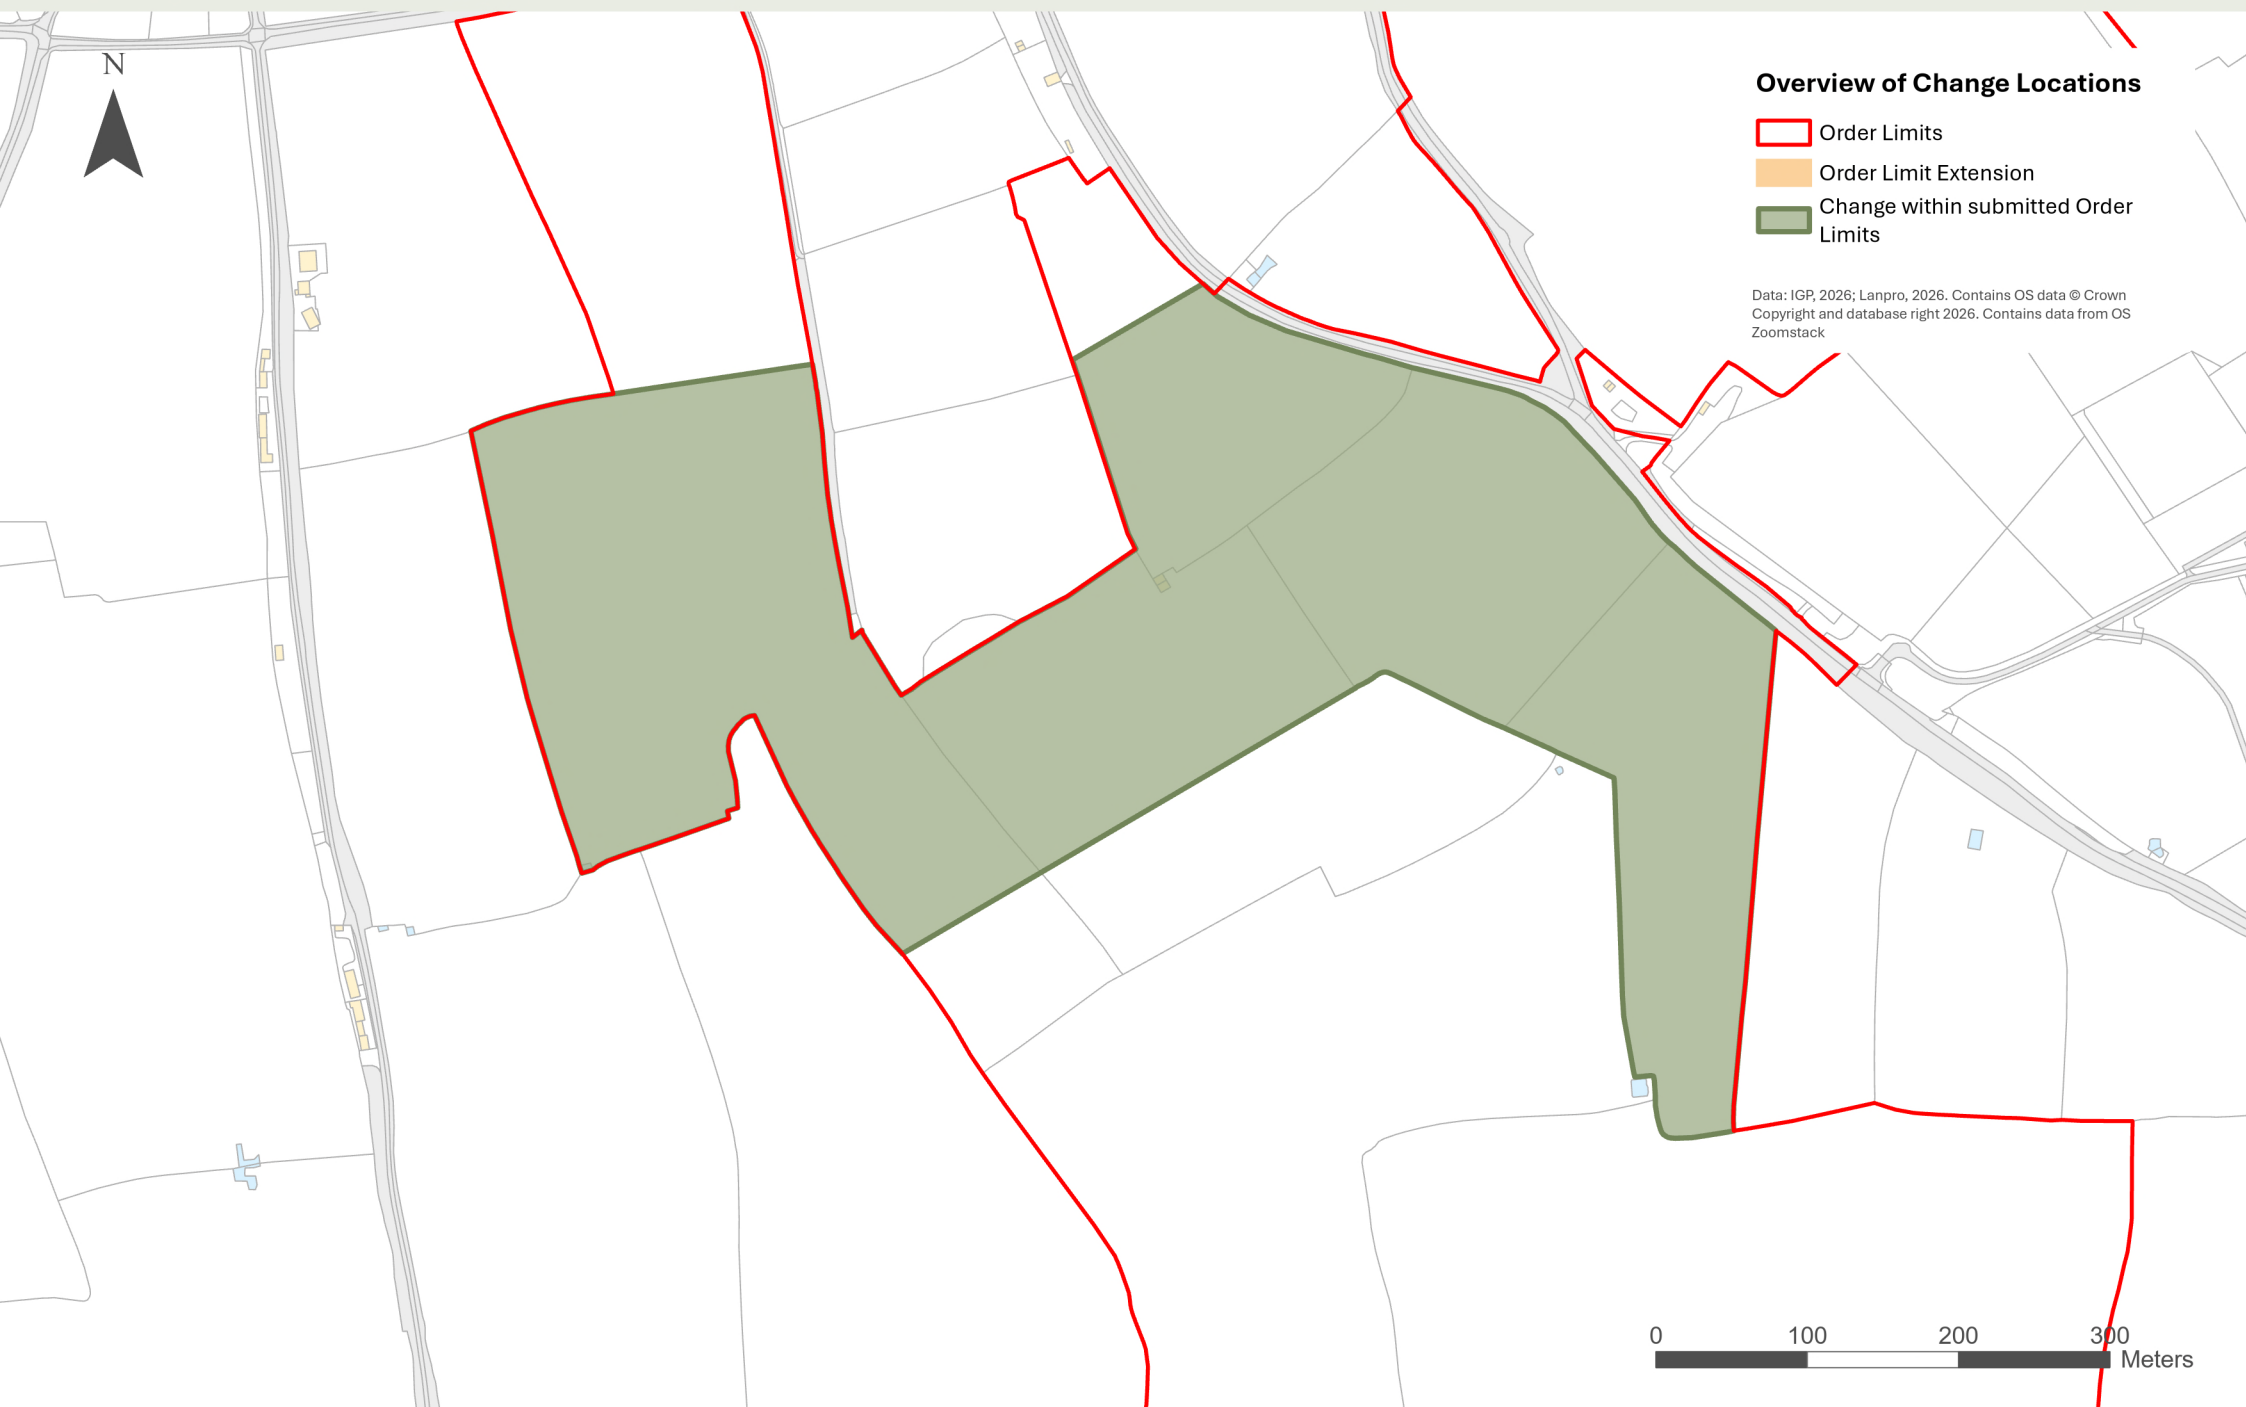 N
Overview of Change Locations
Order Limits
Order Limit Extension
Change within submitted Order
Limits
Data: IGP, 2026; Lanpro, 2026. Contains OS data © Crown
Copyright and database right 2026. Contains data from OS
Zoomstack
0 100 200 300
Meters